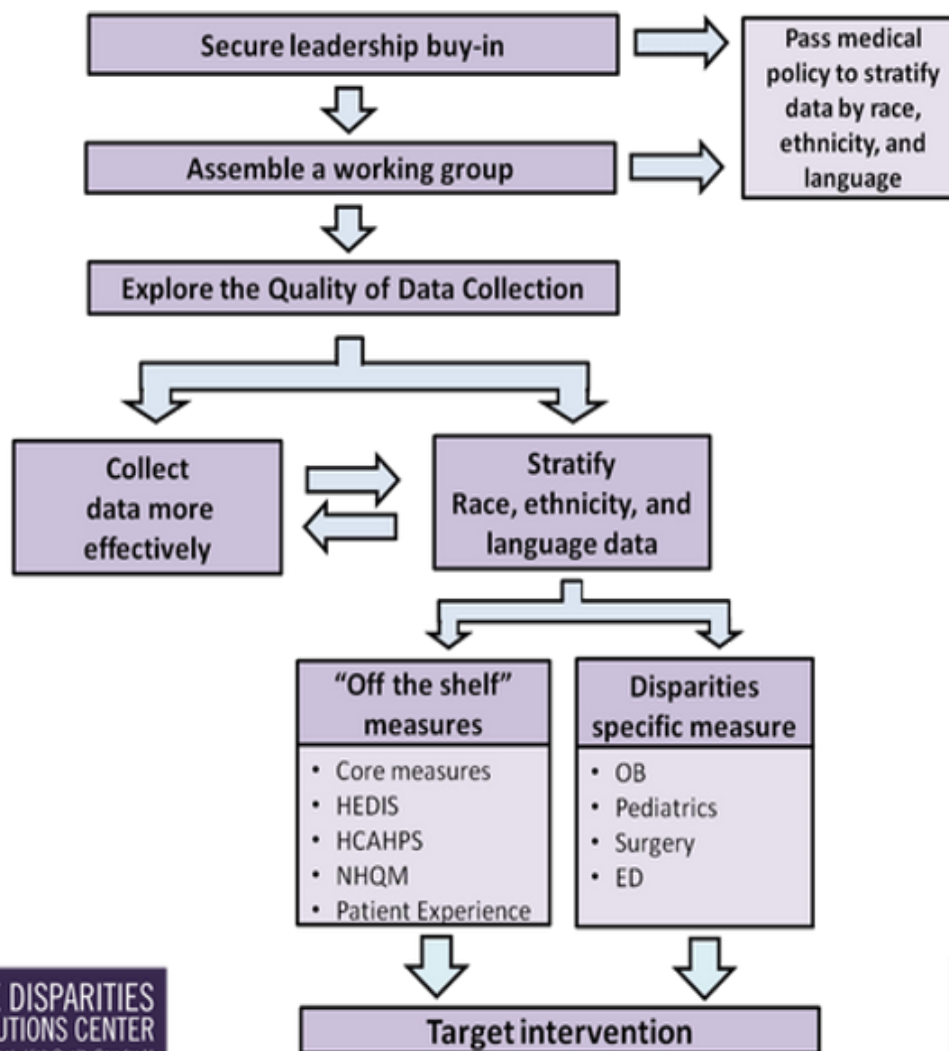 Secure leadership buy-in
Pass medical
policy to stratify
data by race,
ethnicity, and
language
Assemble a working group
Explore the Quality of Data Collection
Collect
data more
effectively
Stratify
Race, ethnicity, and
language data
“Off the shelf”
measures
• Core measures
• HEDIS
• HCAHPS
• NHQM
• Patient Experience
Disparities
specific measure
• OB
• Pediatrics
• Surgery
• ED
Target intervention
DISPARITIES
UTIONS CENTER